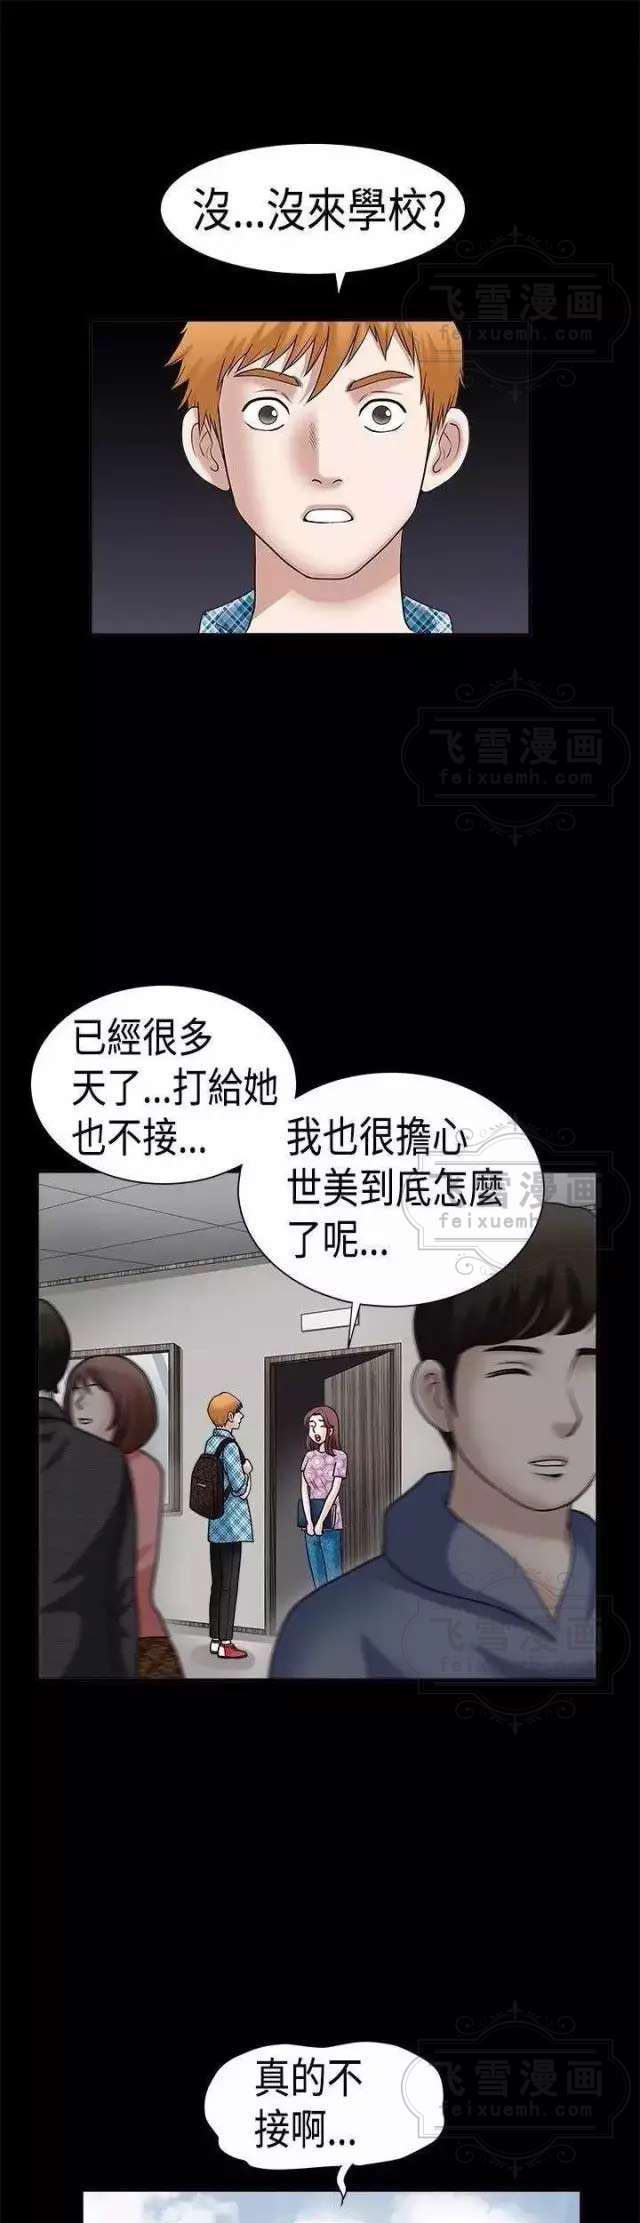 沒...沒來學校?
飞雪漫画
feixuemh.com
飞雪漫画
feixuemh.com
已經很多
天了...打給她
也不接...
我也很擔心
世美到底怎麼
了呢...
飞雪漫画
feixuemh.com
飞雪漫画
feixuemh.com
飞雪漫画
feixuemh.com
真的不
接啊...